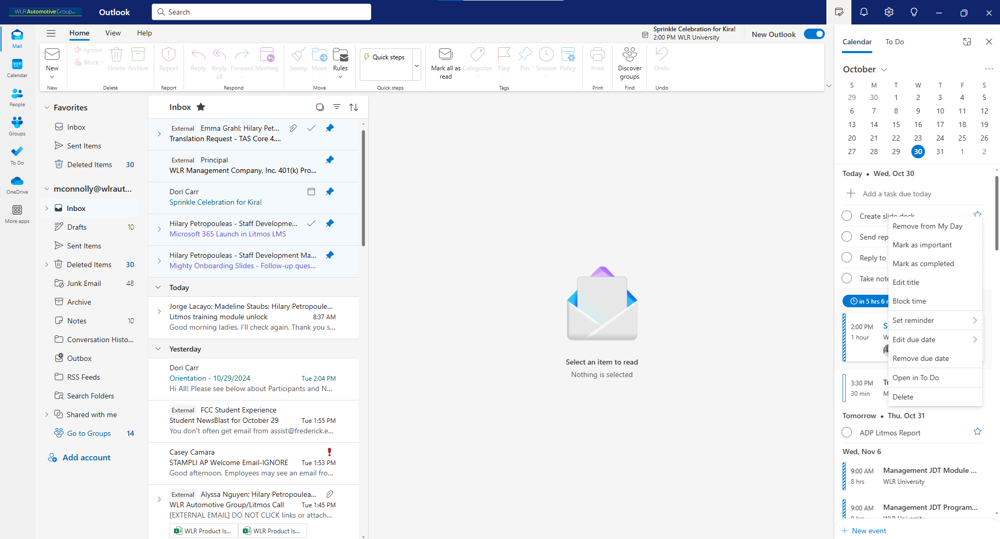 WLR AutomotiveGroup
Outlook
Search
Mail
Calendar
People
Groups
To Do
OneDrive
More apps
Home View Help
Sprinkle Celebration for Kira!
2:00 PM WLR University
New Outlook
New
New
Ignore
Block
Delete
Archive
Delete
Report
Report
Reply
Reply all
Forward
Meeting
Respond
Sweep
Move
Rules
Move
Quick steps
Quick steps
Mark all as read
Categorize
Flag
Pin
Snooze
Policy
Tags
Print
Print
Discover groups
Find
Undo
Undo
Favorites
Inbox
Sent Items
Deleted Items 30
mconnolly@wlraut...
Inbox
Drafts 10
Sent Items
Deleted Items 30
Junk Email 48
Archive
Notes 10
Conversation Histo...
Outbox
RSS Feeds
Search Folders
Shared with me
Go to Groups 14
Add account
Inbox
External Emma Grahl; Hilary Pet...
Translation Request - TAS Core 4....
External Principal
WLR Management Company, Inc. 401(k) Pro...
Dori Carr
Sprinkle Celebration for Kira!
Hilary Petropouleas - Staff Developme...
Microsoft 365 Launch in Litmos LMS
Hilary Petropouleas - Staff Development Ma...
Mighty Onboarding Slides - Follow-up ques...
Today
Jorge Lacayo; Madeline Staubs; Hilary Petropoule...
Litmos training module unlock 8:37 AM
Good morning ladies, I'll check again. Thank you s...
Yesterday
Dori Carr
Orientation - 10/29/2024 Tue 2:04 PM
Hi All! Please see below about Participants and N...
External FCC Student Experience
Student NewsBlast for October 29 Tue 1:55 PM
You don't often get email from assist@frederick.e...
Casey Camara
STAMPLI AP Welcome Email-IGNORE Tue 1:53 PM
Good afternoon, Employees may see an email fro...
External Alyssa Nguyen; Hilary Petropoulea...
WLR Automotive Group/Litmos Call Tue 1:45 PM
[EXTERNAL EMAIL] DO NOT CLICK links or attach...
WLR Product Is... WLR Product Is...
Select an item to read
Nothing is selected
Calendar To Do
October
S M T W T F S
29 30 1 2 3 4 5
6 7 8 9 10 11 12
13 14 15 16 17 18 19
20 21 22 23 24 25 26
27 28 29 30 31 1 2
Today • Wed, Oct 30
Add a task due today
Create slide deck
Send rep
Reply to
Take note
in 5 hrs 6
2:00 PM S
1 hour W
3:30 PM Tr
30 min M
Remove from My Day
Mark as important
Mark as completed
Edit title
Block time
Set reminder
Edit due date
Remove due date
Open in To Do
Delete
Tomorrow • Thu, Oct 31
ADP Litmos Report
Wed, Nov 6
9:00 AM Management JDT Module ...
8 hrs WLR University
9:00 AM Management JDT Program...
8 hrs WLR University
New event